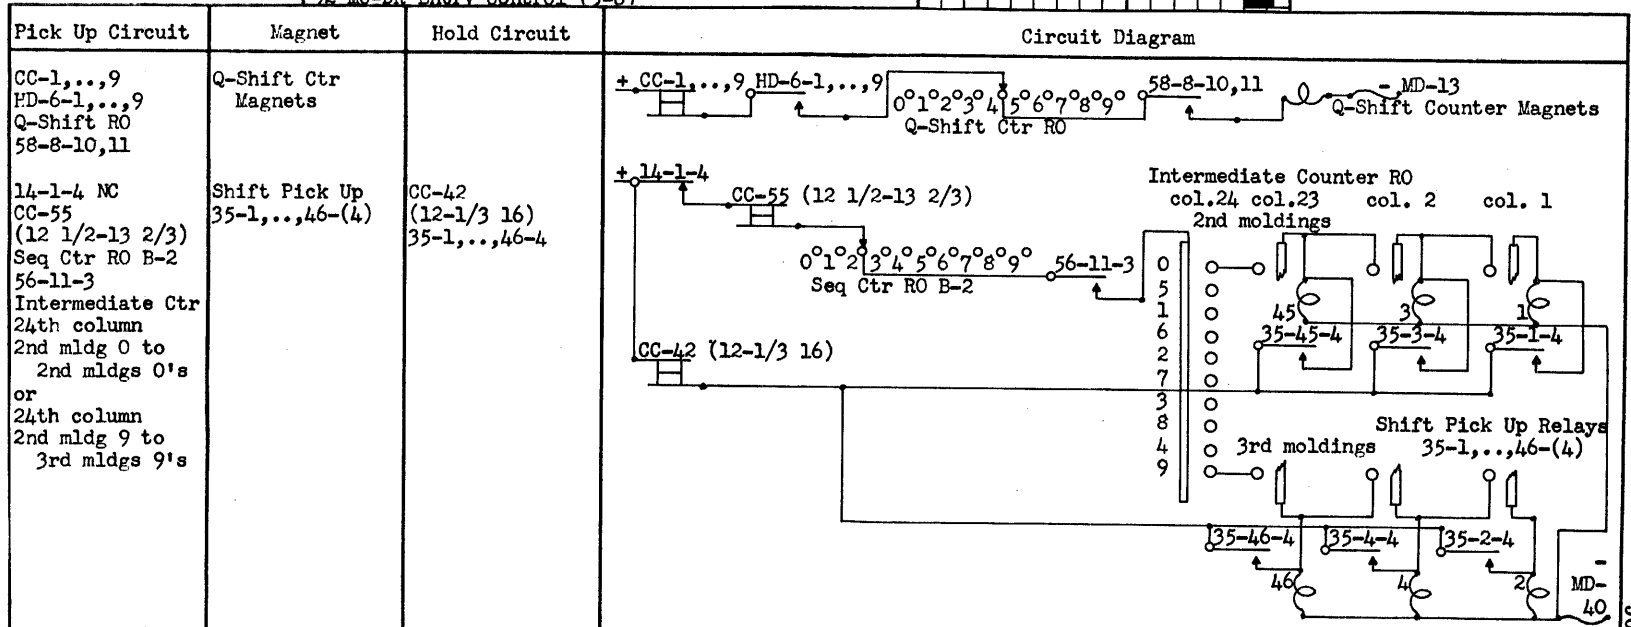 Pick Up Circuit
Magnet
Hold Circuit
Circuit Diagram
CC-1,..,9
HD-6-1,..,9
Q-Shift RO
58-8-10,11
Q-Shift Ctr
Magnets
+ CC-1,..,9 HD-6-1,..,9
0 1 2 3 4 5 6 7 8 9
Q-Shift Ctr RO
58-8-10,11
- MD-13
Q-Shift Counter Magnets
14-1-4 NC
CC-55
(12 1/2-13 2/3)
Seq Ctr RO B-2
56-11-3
Intermediate Ctr
24th column
2nd mldg 0 to
2nd mldgs 0's
or
24th column
2nd mldg 9 to
3rd mldgs 9's
Shift Pick Up
35-1,..,46-(4)
CC-42
(12-1/3 16)
35-1,..,46-4
+ 14-1-4
CC-55 (12 1/2-13 2/3)
0 1 2 3 4 5 6 7 8 9
Seq Ctr RO B-2
56-11-3
CC-42 (12-1/3 16)
Intermediate Counter RO
col.24 col.23 col. 2 col. 1
2nd moldings
0
5
1
6
2
7
3
8
4
9
45 3 1
35-45-4 35-3-4 35-1-4
Shift Pick Up Relays
35-1,..,46-(4)
3rd moldings
35-46-4 35-4-4 35-2-4
46 4 2
-
MD-
40